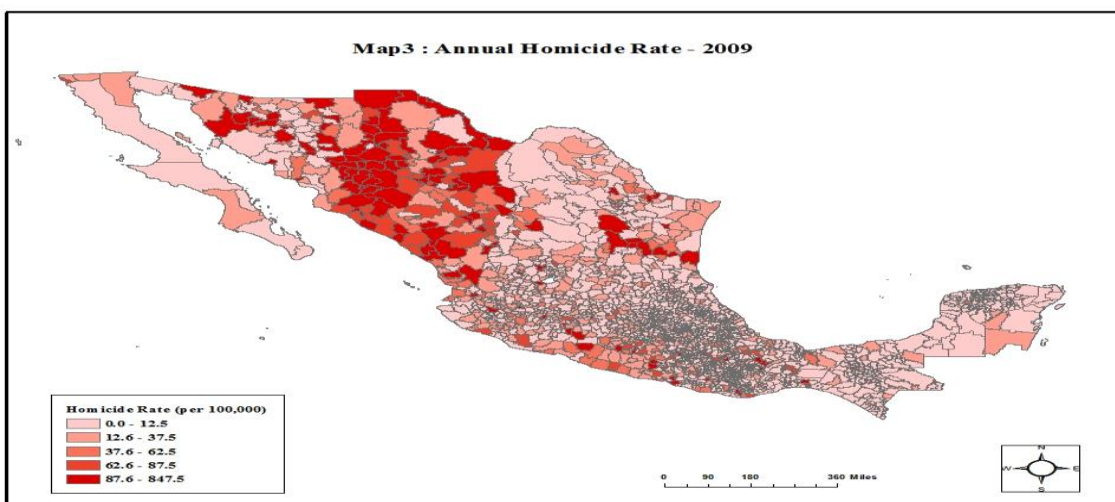 Map3 : Annual Homicide Rate - 2009
Homicide Rate (per 100,000)
0.0 - 12.5
12.6 - 37.5
37.6 - 62.5
62.6 - 87.5
87.6 - 847.5
0 90 180 360 Miles
N
W E
S